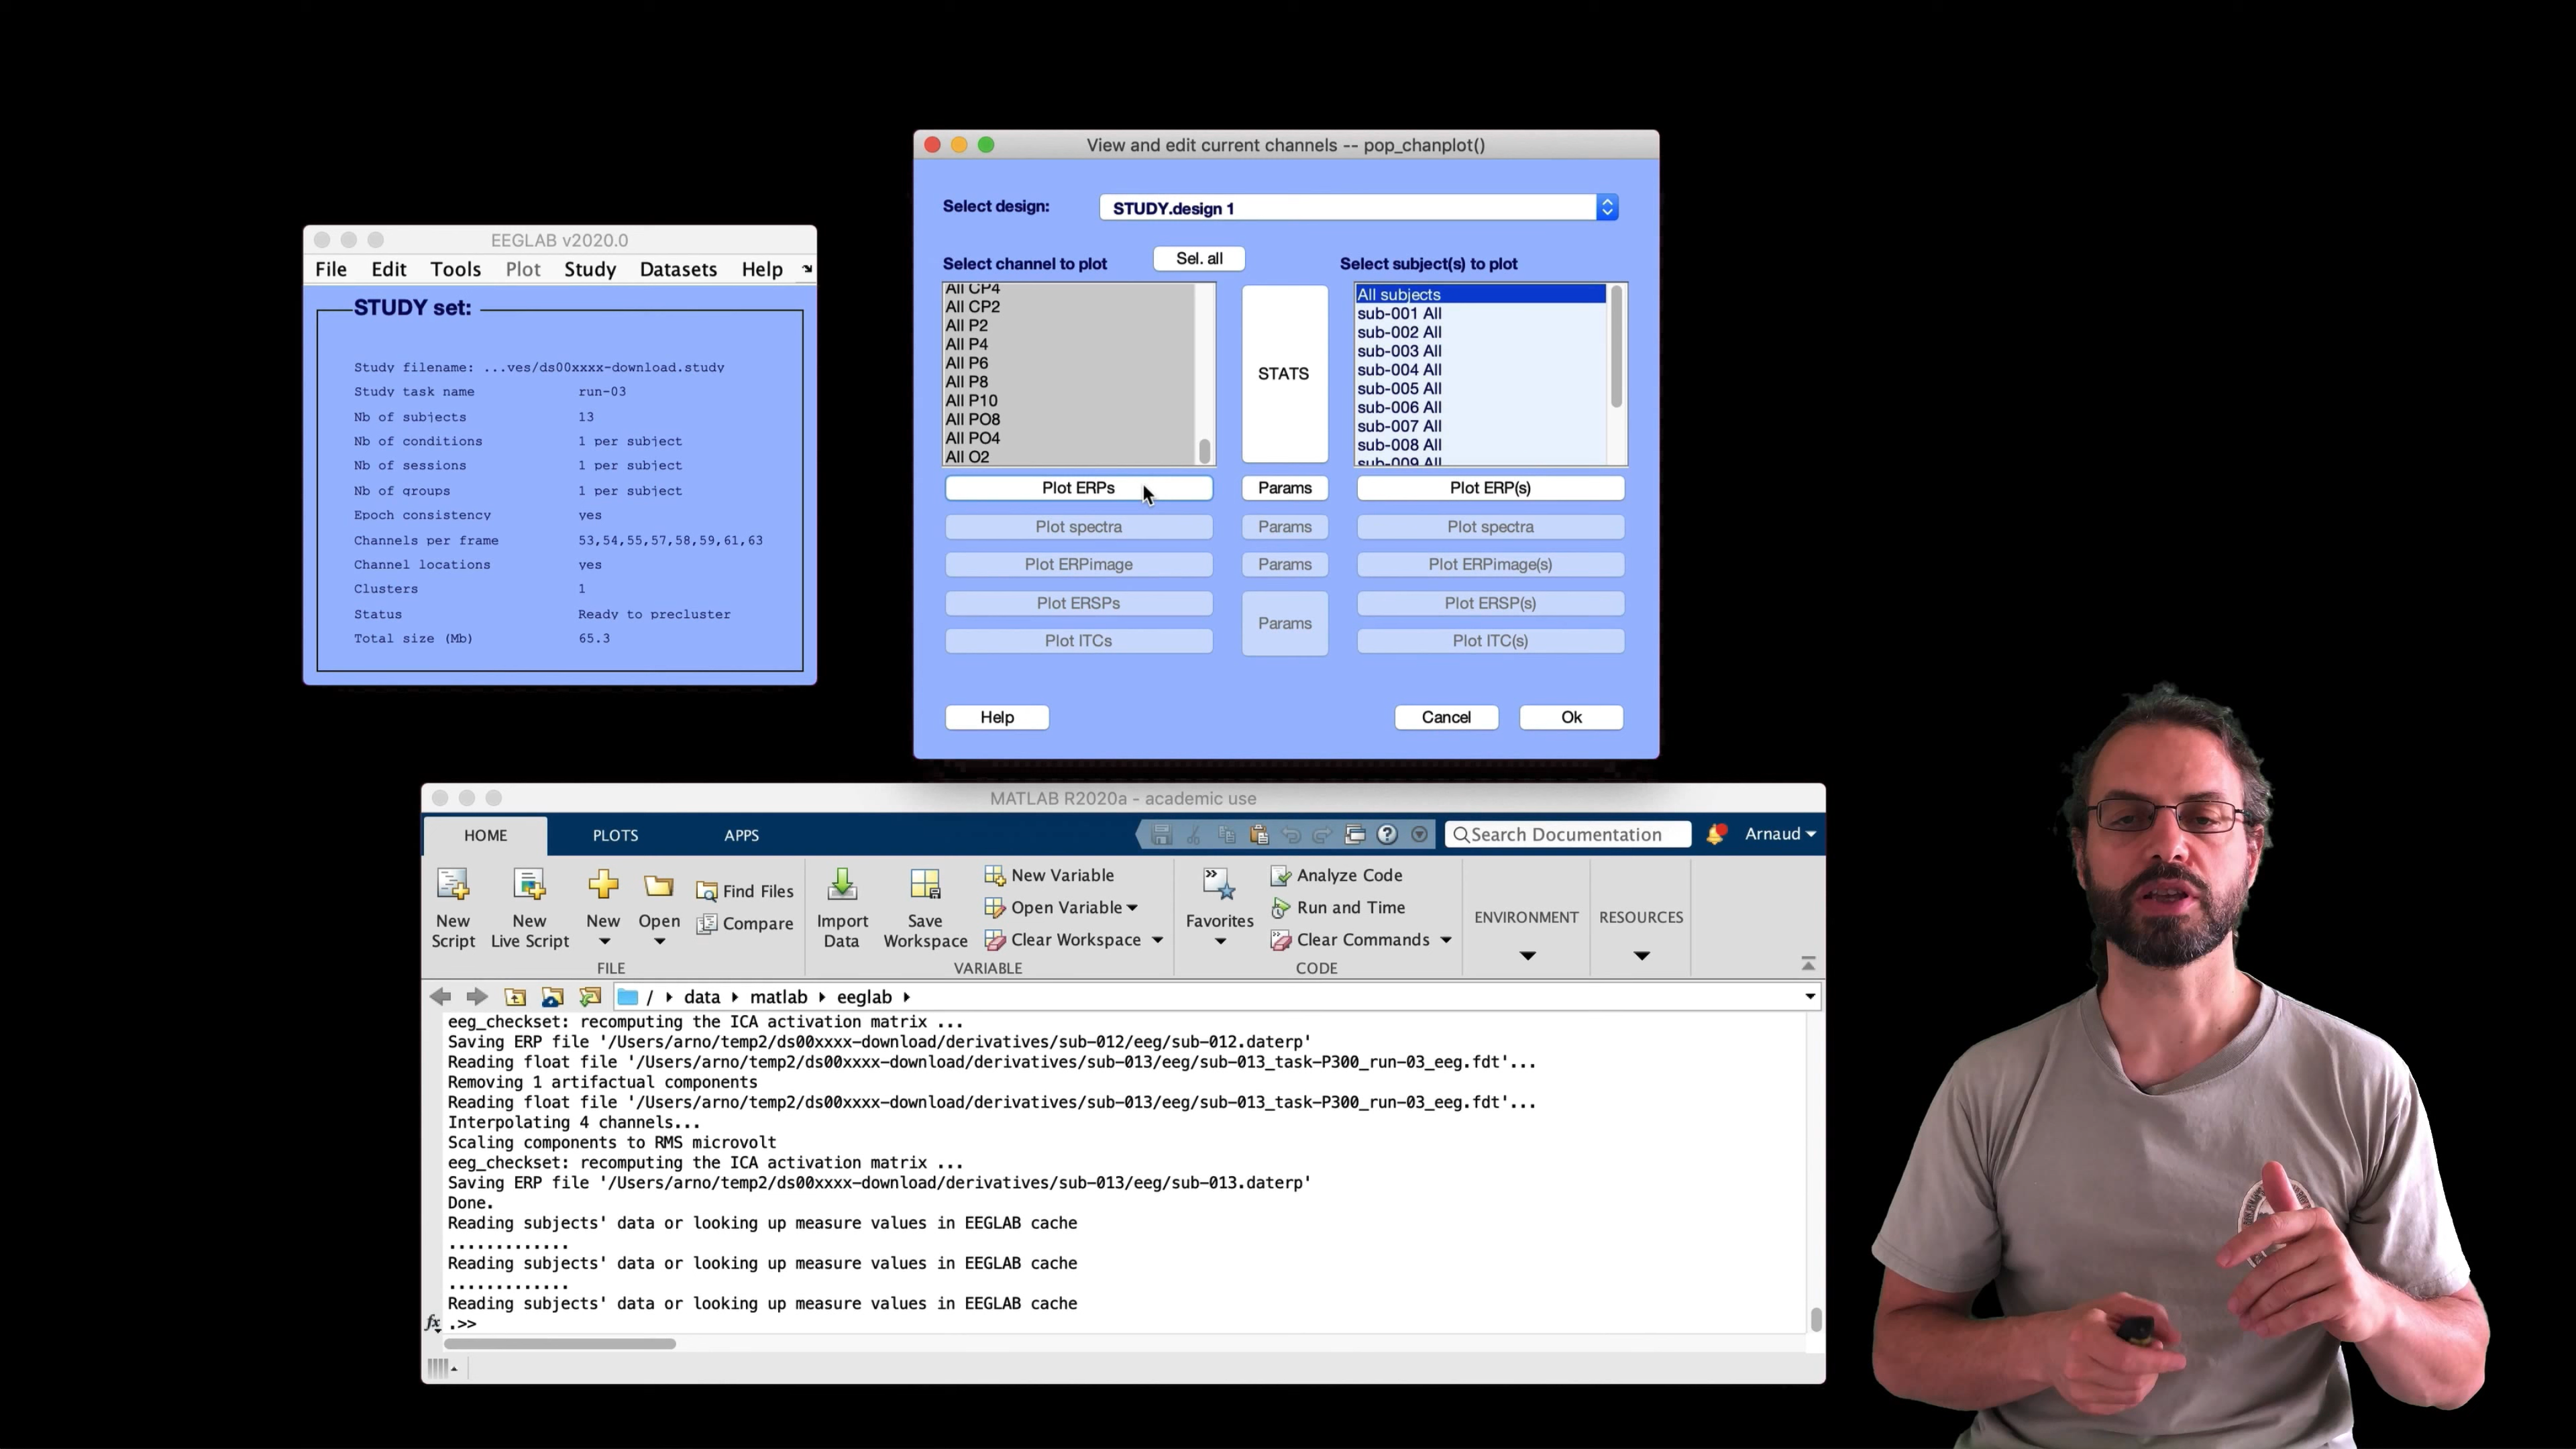 View and edit current channels -- pop_chanplot()
Select design:
STUDY.design 1
Select channel to plot
Sel. all
Select subject(s) to plot
All CP4
All CP2
All P2
All P4
All P6
All P8
All P10
All PO8
All PO4
All O2
STATS
All subjects
sub-001 All
sub-002 All
sub-003 All
sub-004 All
sub-005 All
sub-006 All
sub-007 All
sub-008 All
sub-009 All
Plot ERPs
Params
Plot ERP(s)
Plot spectra
Params
Plot spectra
Plot ERPimage
Params
Plot ERPimage(s)
Plot ERSPs
Params
Plot ERSP(s)
Plot ITCs
Plot ITC(s)
Help
Cancel
Ok
EEGLAB v2020.0
File Edit Tools Plot Study Datasets Help
STUDY set:
Study filename: ...ves/ds00xxxx-download.study
Study task name run-03
Nb of subjects 13
Nb of conditions 1 per subject
Nb of sessions 1 per subject
Nb of groups 1 per subject
Epoch consistency yes
Channels per frame 53,54,55,57,58,59,61,63
Channel locations yes
Clusters 1
Status Ready to precluster
Total size (Mb) 65.3
MATLAB R2020a - academic use
HOME PLOTS APPS
Search Documentation
Arnaud
New Script
New Live Script
New
Open
Find Files
Compare
Import Data
Save Workspace
New Variable
Open Variable
Clear Workspace
Favorites
Analyze Code
Run and Time
Clear Commands
ENVIRONMENT
RESOURCES
FILE
VARIABLE
CODE
/ data matlab eeglab
eeg_checkset: recomputing the ICA activation matrix ...
Saving ERP file '/Users/arno/temp2/ds00xxxx-download/derivatives/sub-012/eeg/sub-012.daterp'
Reading float file '/Users/arno/temp2/ds00xxxx-download/derivatives/sub-013/eeg/sub-013_task-P300_run-03_eeg.fdt'...
Removing 1 artifactual components
Reading float file '/Users/arno/temp2/ds00xxxx-download/derivatives/sub-013/eeg/sub-013_task-P300_run-03_eeg.fdt'...
Interpolating 4 channels...
Scaling components to RMS microvolt
eeg_checkset: recomputing the ICA activation matrix ...
Saving ERP file '/Users/arno/temp2/ds00xxxx-download/derivatives/sub-013/eeg/sub-013.daterp'
Done.
Reading subjects' data or looking up measure values in EEGLAB cache
.............
Reading subjects' data or looking up measure values in EEGLAB cache
.............
Reading subjects' data or looking up measure values in EEGLAB cache
fx .>>